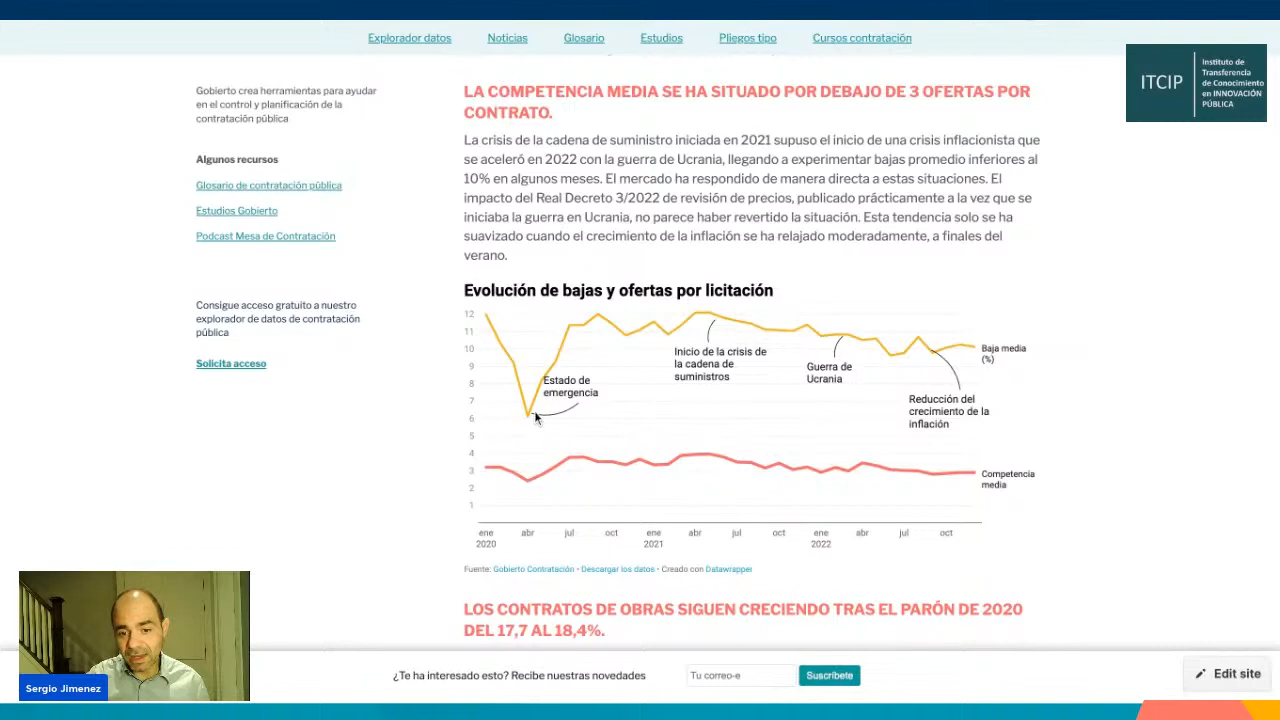 Explorador datos Noticias Glosario Estudios Pliegos tipo Cursos contratación
ITCIP
Instituto de
Transferencia
de Conocimiento
en INNOVACIÓN
PÚBLICA
Gobierto crea herramientas para ayudar
en el control y planificación de la
contratación pública
Algunos recursos
Glosario de contratación pública
Estudios Gobierto
Podcast Mesa de Contratación
Consigue acceso gratuito a nuestro
explorador de datos de contratación
pública
Solicita acceso
LA COMPETENCIA MEDIA SE HA SITUADO POR DEBAJO DE 3 OFERTAS POR
CONTRATO.
La crisis de la cadena de suministro iniciada en 2021 supuso el inicio de una crisis inflacionista que
se aceleró en 2022 con la guerra de Ucrania, llegando a experimentar bajas promedio inferiores al
10% en algunos meses. El mercado ha respondido de manera directa a estas situaciones. El
impacto del Real Decreto 3/2022 de revisión de precios, publicado prácticamente a la vez que se
iniciaba la guerra en Ucrania, no parece haber revertido la situación. Esta tendencia solo se ha
suavizado cuando el crecimiento de la inflación se ha relajado moderadamente, a finales del
verano.
Evolución de bajas y ofertas por licitación
12
11
10
9
8
7
6
5
4
3
2
1
Estado de
emergencia
Inicio de la crisis de
la cadena de
suministros
Guerra de
Ucrania
Reducción del
crecimiento de la
inflación
Baja media
(%)
Competencia
media
ene abr jul oct ene abr jul oct ene abr jul oct
2020 2021 2022
Fuente: Gobierto Contratación • Descargar los datos • Creado con Datawrapper
LOS CONTRATOS DE OBRAS SIGUEN CRECIENDO TRAS EL PARÓN DE 2020
DEL 17,7 AL 18,4%.
¿Te ha interesado esto? Recibe nuestras novedades Tu correo-e Suscríbete
Edit site
Sergio Jimenez